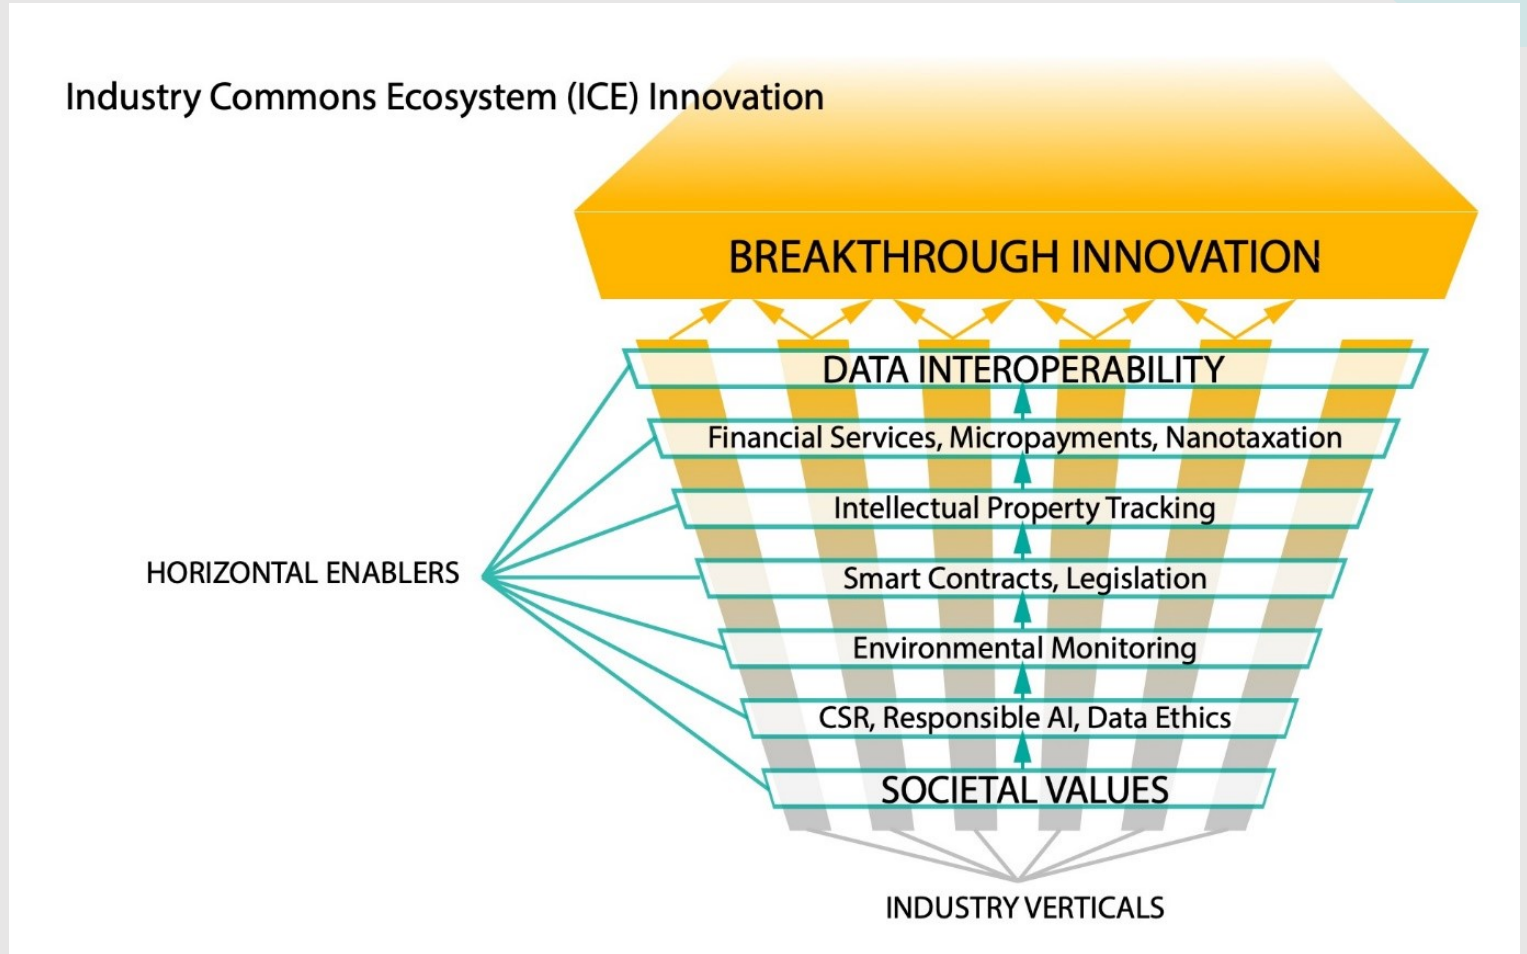 Industry Commons Ecosystem (ICE) Innovation
BREAKTHROUGH INNOVATION
DATA INTEROPERABILITY
Financial Services, Micropayments, Nanotaxation
Intellectual Property Tracking
HORIZONTAL ENABLERS
Smart Contracts, Legislation
Environmental Monitoring
CSR, Responsible AI, Data Ethics
SOCIETAL VALUES
INDUSTRY VERTICALS